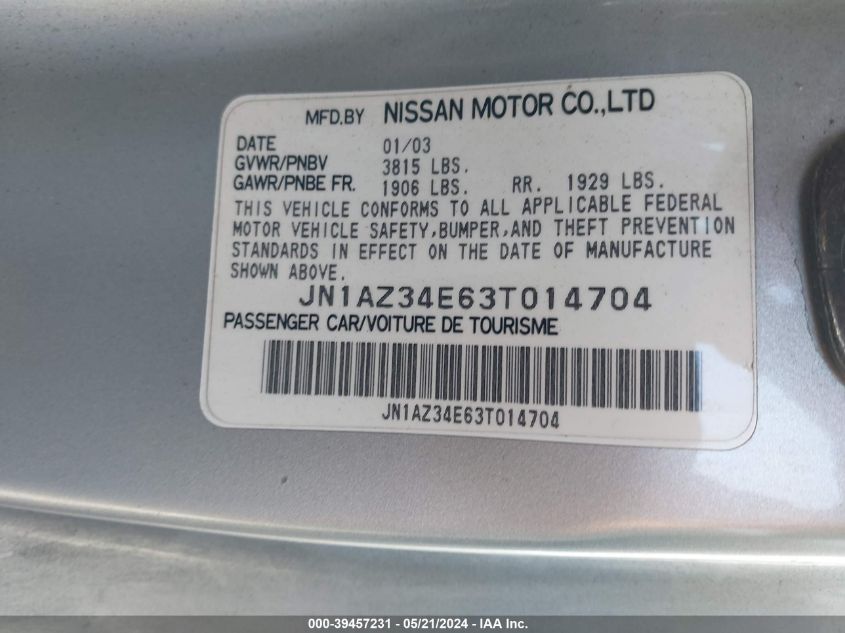 MFD.BY NISSAN MOTOR CO.,LTD
DATE 01/03
GVWR/PNBV 3815 LBS.
GAWR/PNBE FR. 1906 LBS. RR. 1929 LBS.
THIS VEHICLE CONFORMS TO ALL APPLICABLE FEDERAL
MOTOR VEHICLE SAFETY,BUMPER,AND THEFT PREVENTION
STANDARDS IN EFFECT ON THE DATE OF MANUFACTURE
SHOWN ABOVE.
JN1AZ34E63T014704
PASSENGER CAR/VOITURE DE TOURISME
JN1AZ34E63T014704
000-39457231 - 05/21/2024 - IAA Inc.